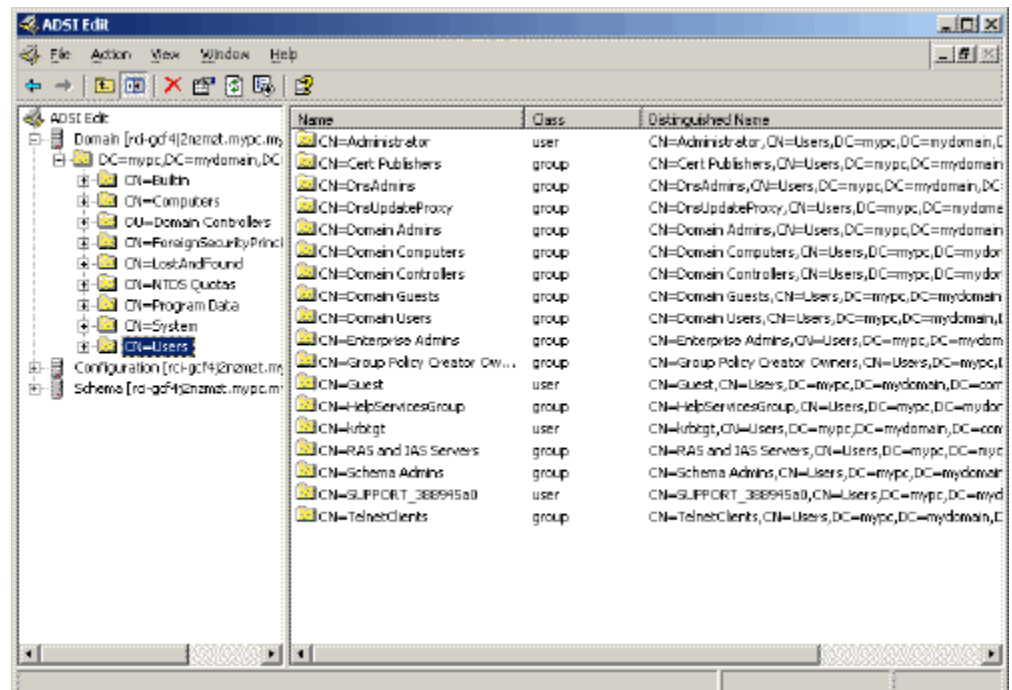 ADSI Edit
File Action View Window Help
ADSI Edit
Domain [rci-gcf4j2nzmzt.mypc.my
DC=mypc,DC=mydomain,DC
CN=Builtin
CN=Computers
OU=Domain Controllers
CN=ForeignSecurityPrinci
CN=LostAndFound
CN=NTDS Quotas
CN=Program Data
CN=System
CN=Users
Configuration [rci-gcf4j2nzmzt.my
Schema [rci-gcf4j2nzmzt.mypc.m
Name Class Distinguished Name
CN=Administrator user CN=Administrator,CN=Users,DC=mypc,DC=mydomain,D
CN=Cert Publishers group CN=Cert Publishers,CN=Users,DC=mypc,DC=mydomain
CN=DnsAdmins group CN=DnsAdmins,CN=Users,DC=mypc,DC=mydomain,DC=
CN=DnsUpdateProxy group CN=DnsUpdateProxy,CN=Users,DC=mypc,DC=mydoma
CN=Domain Admins group CN=Domain Admins,CN=Users,DC=mypc,DC=mydomain
CN=Domain Computers group CN=Domain Computers,CN=Users,DC=mypc,DC=mydor
CN=Domain Controllers group CN=Domain Controllers,CN=Users,DC=mypc,DC=mydor
CN=Domain Guests group CN=Domain Guests,CN=Users,DC=mypc,DC=mydomain
CN=Domain Users group CN=Domain Users,CN=Users,DC=mypc,DC=mydomain,D
CN=Enterprise Admins group CN=Enterprise Admins,CN=Users,DC=mypc,DC=mydom
CN=Group Policy Creator Ow... group CN=Group Policy Creator Owners,CN=Users,DC=mypc,D
CN=Guest user CN=Guest,CN=Users,DC=mypc,DC=mydomain,DC=com
CN=HelpServicesGroup group CN=HelpServicesGroup,CN=Users,DC=mypc,DC=mydor
CN=krbtgt user CN=krbtgt,CN=Users,DC=mypc,DC=mydomain,DC=com
CN=RAS and IAS Servers group CN=RAS and IAS Servers,CN=Users,DC=mypc,DC=myc
CN=Schema Admins group CN=Schema Admins,CN=Users,DC=mypc,DC=mydomair
CN=SUPPORT_388945a0 user CN=SUPPORT_388945a0,CN=Users,DC=mypc,DC=myd
CN=TelnetClients group CN=TelnetClients,CN=Users,DC=mypc,DC=mydomain,D